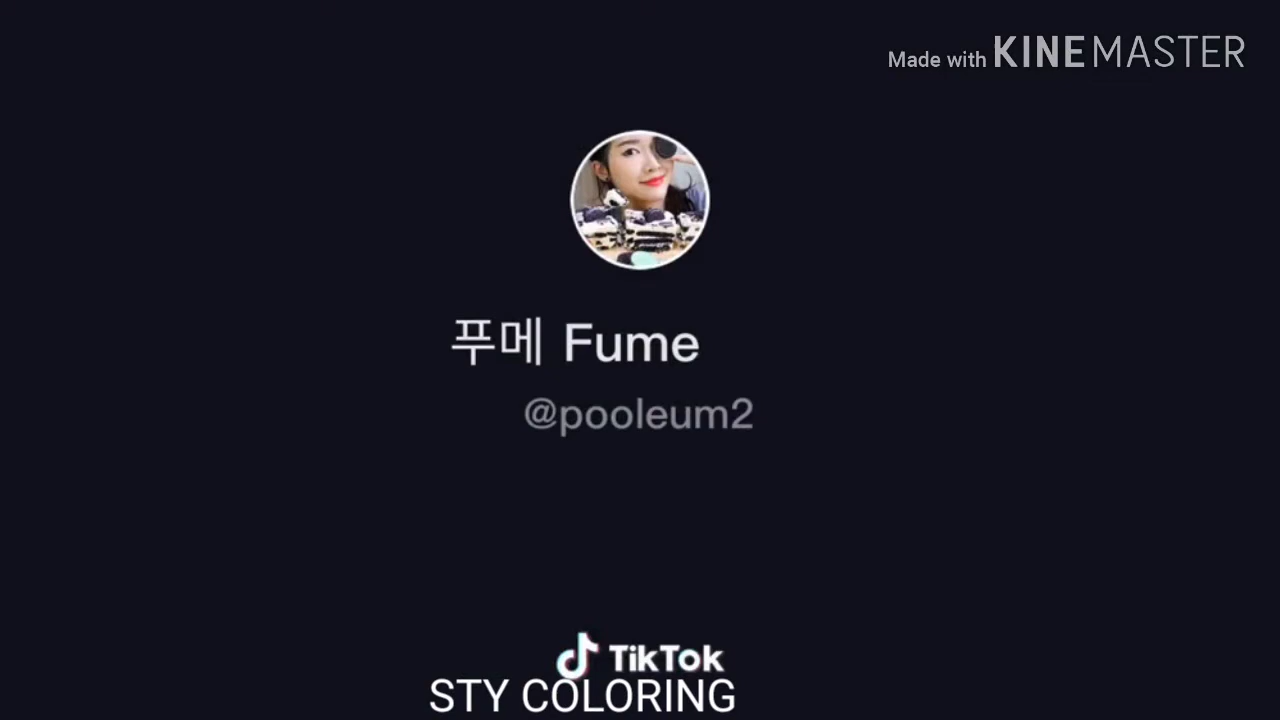 Made with KINEMASTER
푸메 Fume
@pooleum2
TikTok
STY COLORING